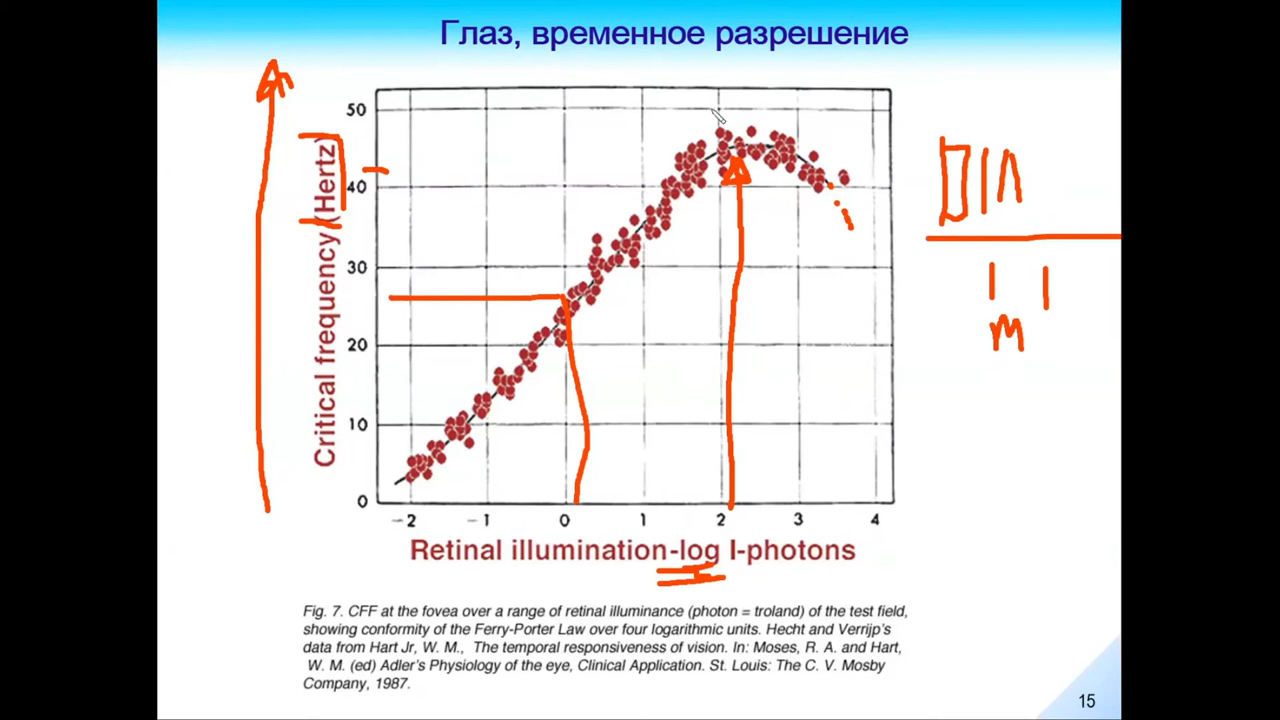 Глаз, временное разрешение
50
40
30
20
10
0
Critical frequency (Hertz)
-2 -1 0 1 2 3 4
Retinal illumination-log I-photons
m
Fig. 7. CFF at the fovea over a range of retinal illuminance (photon = troland) of the test field,
showing conformity of the Ferry-Porter Law over four logarithmic units. Hecht and Verrijp's
data from Hart Jr, W. M., The temporal responsiveness of vision. In: Moses, R. A. and Hart,
W. M. (ed) Adler's Physiology of the eye, Clinical Application. St. Louis: The C. V. Mosby
Company, 1987.
15